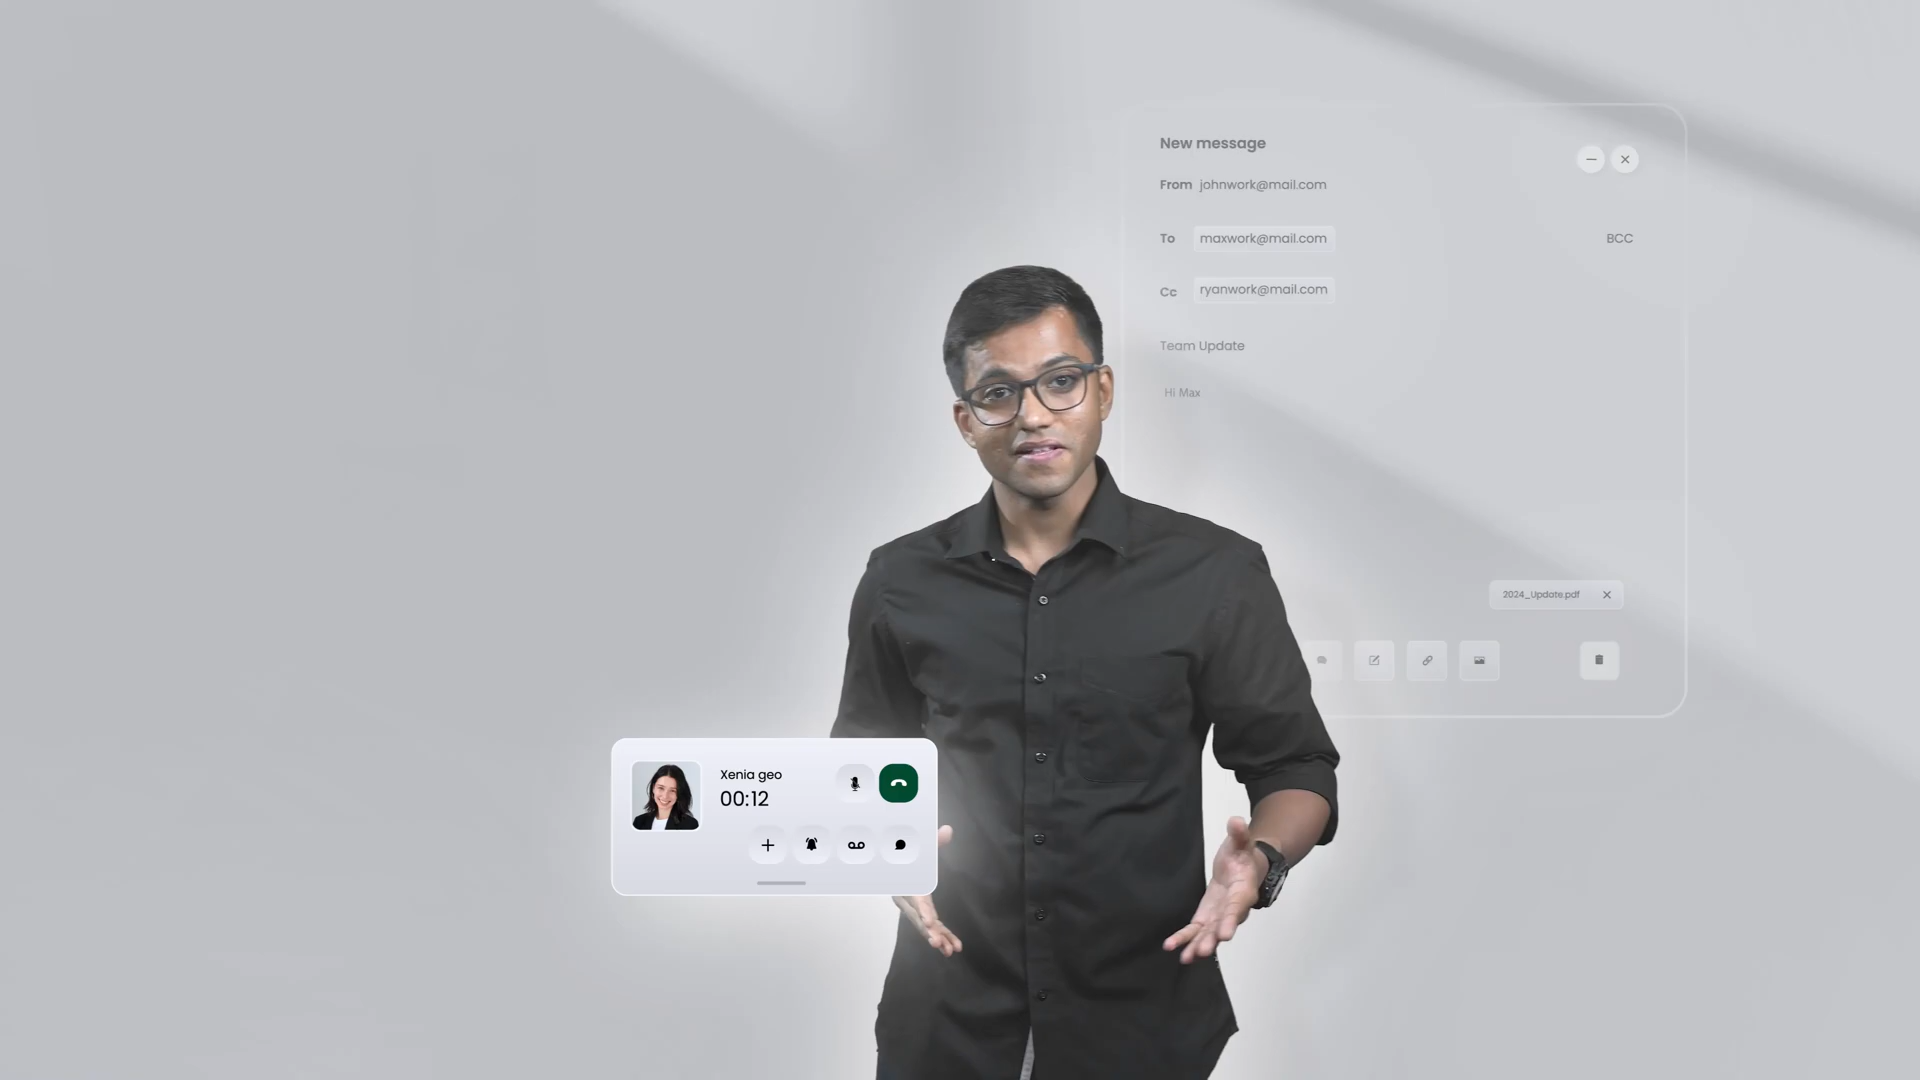 New message
From johnwork@mail.com
To maxwork@mail.com BCC
Cc ryanwork@mail.com
Team Update
Hi Max
2024_Update.pdf
Xenia geo
00:12